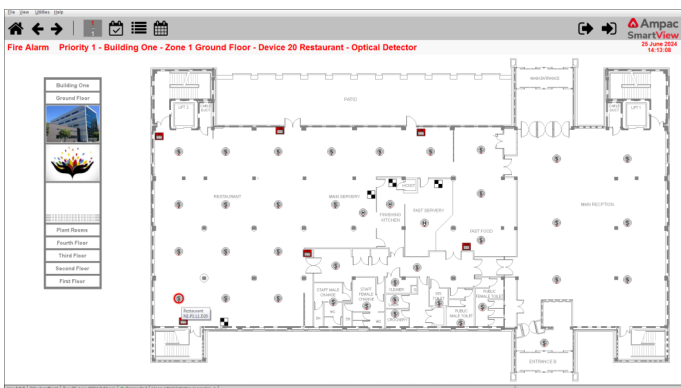 File View Utilities Help
Ampac
SmartView
Fire Alarm Priority 1 - Building One - Zone 1 Ground Floor - Device 20 Restaurant - Optical Detector
25 June 2024
14:13:08
Building One
Ground Floor
Plant Rooms
Fourth Floor
Third Floor
Second Floor
First Floor
MAIN ENTRANCE
LIFT 2
PATIO
LIFT 1
RESTAURANT
MAIN SERVERY
HOIST
FINISHING
KITCHEN
FAST SERVERY
FAST FOOD
MAIN RECEPTION
STAFF MALE
CHANGE
STAFF
FEMALE
CHANGE
CLEANER
CROCKERY
TOILET
PUBLIC
MALE TOILET
PUBLIC
FEMALE TOILET
ENTRANCE B
Restaurant